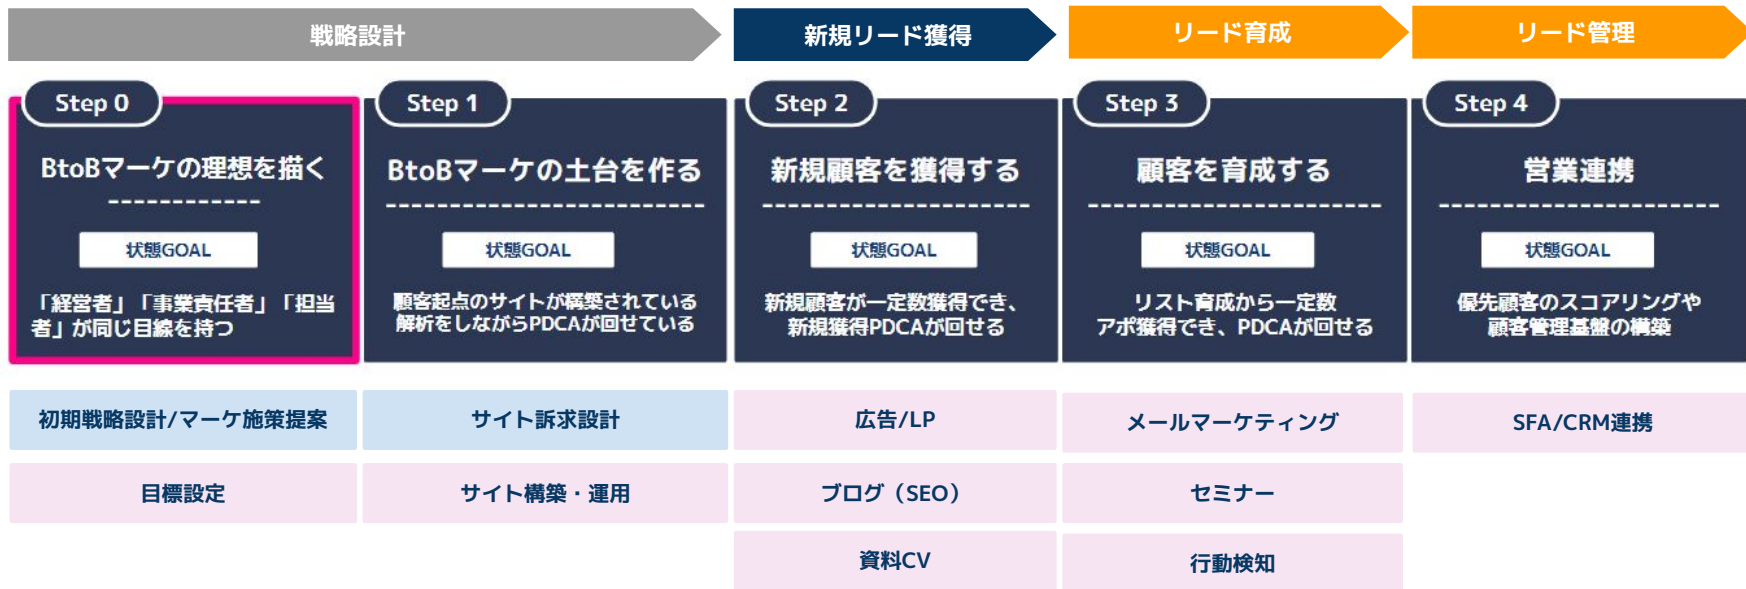 戦略設計
新規リード獲得
リード育成
リード管理
Step 0
BtoBマーケの理想を描く
状態GOAL
「経営者」「事業責任者」「担当
者」が同じ目線を持つ
Step 1
BtoBマーケの土台を作る
状態GOAL
顧客起点のサイトが構築されている
解析をしながらPDCAが回せている
Step 2
新規顧客を獲得する
状態GOAL
新規顧客が一定数獲得でき、
新規獲得PDCAが回せる
Step 3
顧客を育成する
状態GOAL
リスト育成から一定数
アポ獲得でき、PDCAが回せる
Step 4
営業連携
状態GOAL
優先顧客のスコアリングや
顧客管理基盤の構築
初期戦略設計/マーケ施策提案
サイト訴求設計
広告/LP
メールマーケティング
SFA/CRM連携
目標設定
サイト構築・運用
ブログ（SEO）
セミナー
資料CV
行動検知